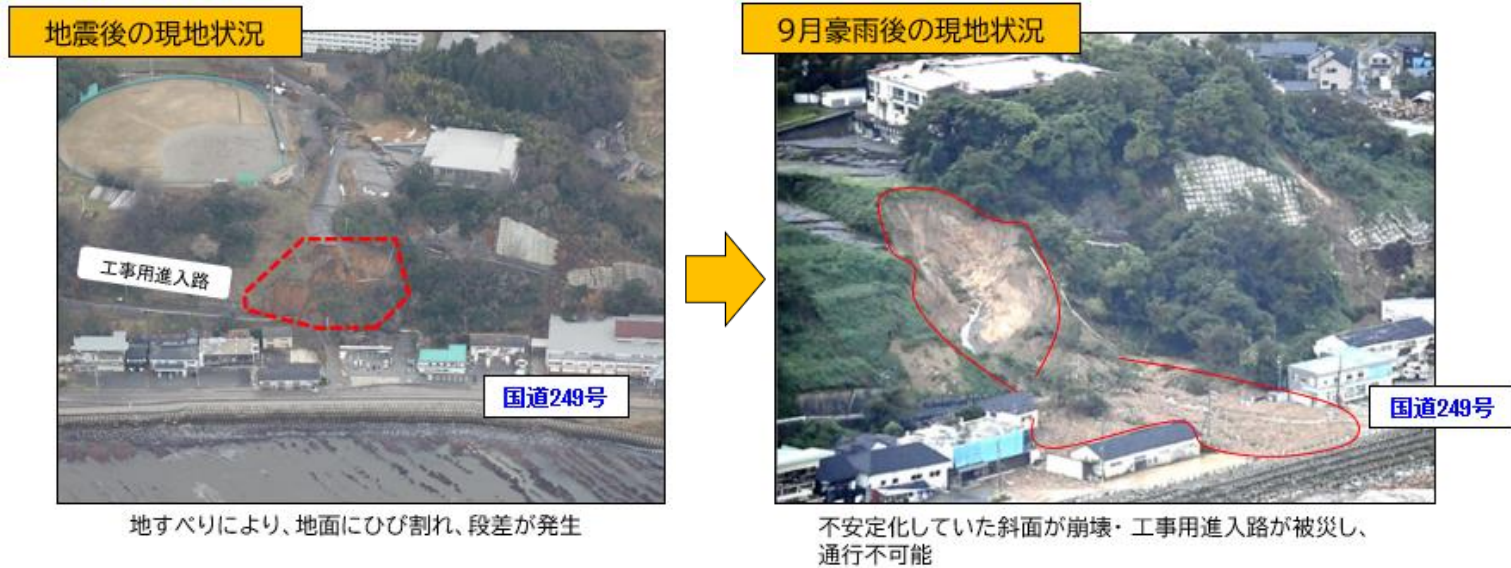 地震後の現地状況
工事用進入路
国道249号
地すべりにより、地面にひび割れ、段差が発生
9月豪雨後の現地状況
国道249号
不安定化していた斜面が崩壊・工事用進入路が被災し、
通行不可能